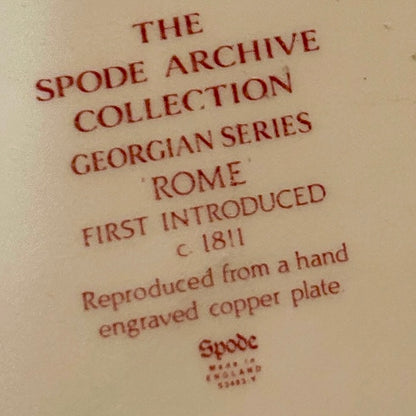 THE
SPODE ARCHIVE
COLLECTION
GEORGIAN SERIES
'ROME'
FIRST INTRODUCED
c. 1811
Reproduced from a hand
engraved copper plate
Spode
Made in
ENGLAND